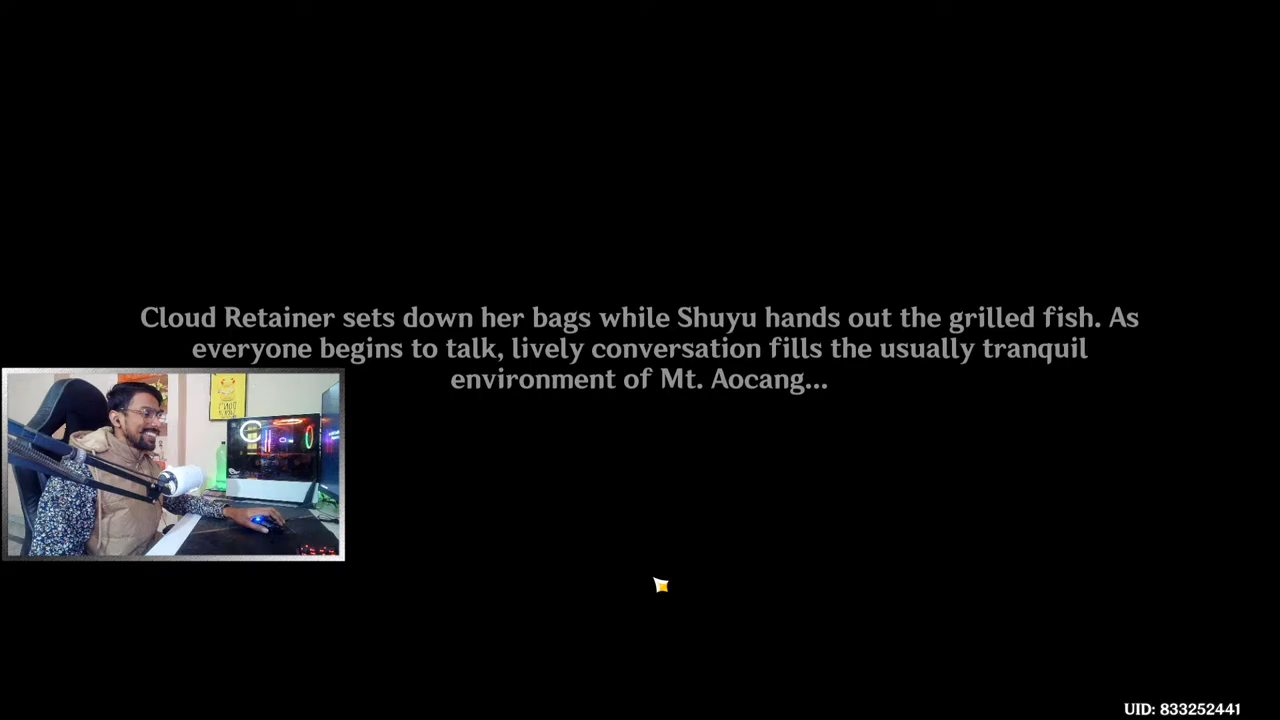 Cloud Retainer sets down her bags while Shuyu hands out the grilled fish. As
everyone begins to talk, lively conversation fills the usually tranquil
environment of Mt. Aocang...
UID: 833252441